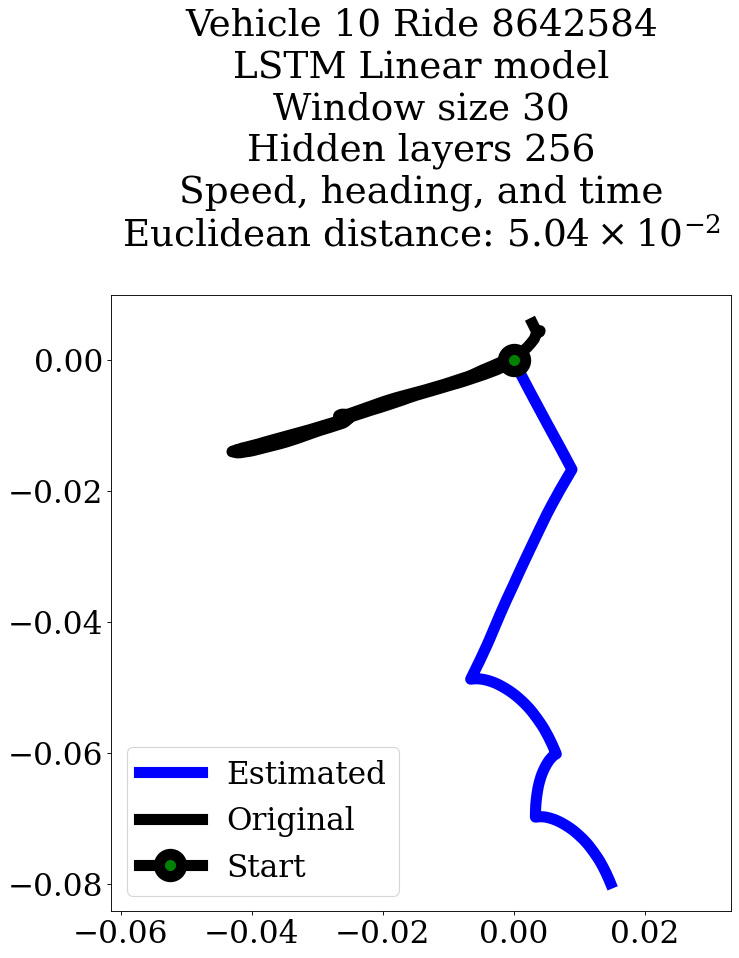 Vehicle 10 Ride 8642584
LSTM Linear model
Window size 30
Hidden layers 256
Speed, heading, and time
Euclidean distance: 5.04 × 10⁻²
0.00
−0.02
−0.04
−0.06
−0.08
Estimated
Original
Start
−0.06 −0.04 −0.02 0.00 0.02